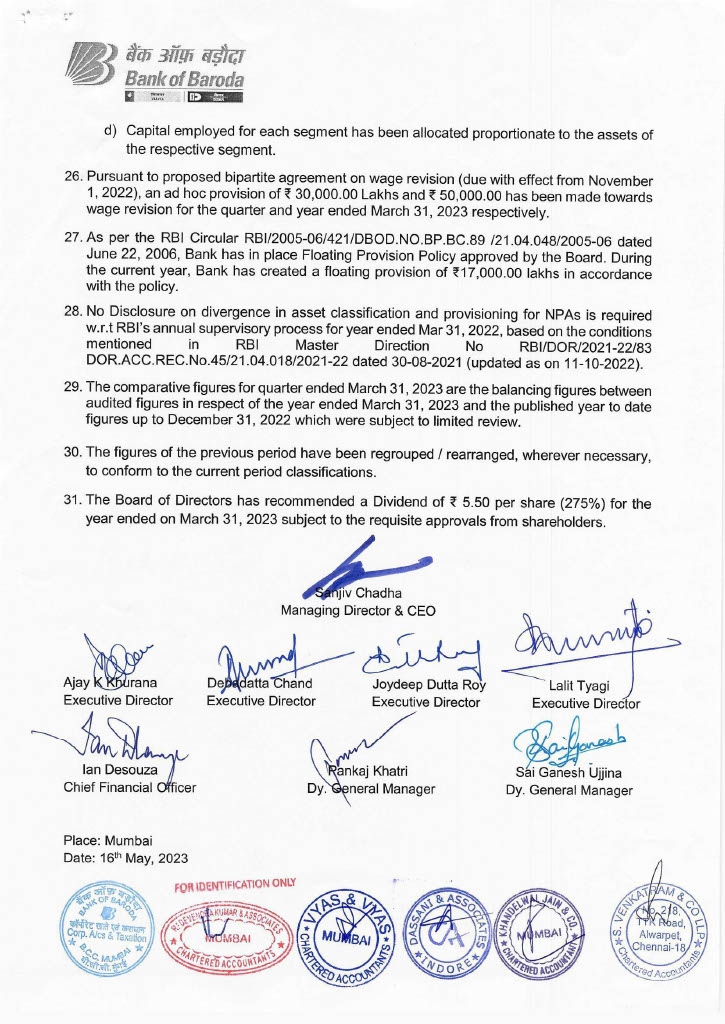 बैंक ऑफ़ बड़ौदा
Bank of Baroda
d) Capital employed for each segment has been allocated proportionate to the assets of
the respective segment.
26. Pursuant to proposed bipartite agreement on wage revision (due with effect from November
1, 2022), an ad hoc provision of ₹ 30,000.00 Lakhs and ₹ 50,000.00 has been made towards
wage revision for the quarter and year ended March 31, 2023 respectively.
27. As per the RBI Circular RBI/2005-06/421/DBOD.NO.BP.BC.89 /21.04.048/2005-06 dated
June 22, 2006, Bank has in place Floating Provision Policy approved by the Board. During
the current year, Bank has created a floating provision of ₹17,000.00 lakhs in accordance
with the policy.
28. No Disclosure on divergence in asset classification and provisioning for NPAs is required
w.r.t RBI's annual supervisory process for year ended Mar 31, 2022, based on the conditions
mentioned in RBI Master Direction No RBI/DOR/2021-22/83
DOR.ACC.REC.No.45/21.04.018/2021-22 dated 30-08-2021 (updated as on 11-10-2022).
29. The comparative figures for quarter ended March 31, 2023 are the balancing figures between
audited figures in respect of the year ended March 31, 2023 and the published year to date
figures up to December 31, 2022 which were subject to limited review.
30. The figures of the previous period have been regrouped / rearranged, wherever necessary,
to conform to the current period classifications.
31. The Board of Directors has recommended a Dividend of ₹ 5.50 per share (275%) for the
year ended on March 31, 2023 subject to the requisite approvals from shareholders.
Sanjiv Chadha
Managing Director & CEO
Ajay K Khurana
Executive Director
Debadatta Chand
Executive Director
Joydeep Dutta Roy
Executive Director
Lalit Tyagi
Executive Director
Ian Desouza
Chief Financial Officer
Pankaj Khatri
Dy. General Manager
Sai Ganesh Ujjina
Dy. General Manager
Place: Mumbai
Date: 16th May, 2023
बैंक ऑफ़ बड़ौदा
BANK OF BARODA
Corp. A/cs & Taxation
B.C.C. MUMBAI
FOR IDENTIFICATION ONLY
KUMAR & ASSOCIATES
MUMBAI
CHARTERED ACCOUNTANTS
VYAS & VYAS
MUMBAI
CHARTERED ACCOUNTANTS
DASSANI & ASSOCIATES
CA
INDORE
KHANDELWAL JAIN & CO.
MUMBAI
CHARTERED ACCOUNTANTS
S. VENKATRAM & CO LLP
No. 218,
TTK Road,
Alwarpet,
Chennai-18
Chartered Accountants